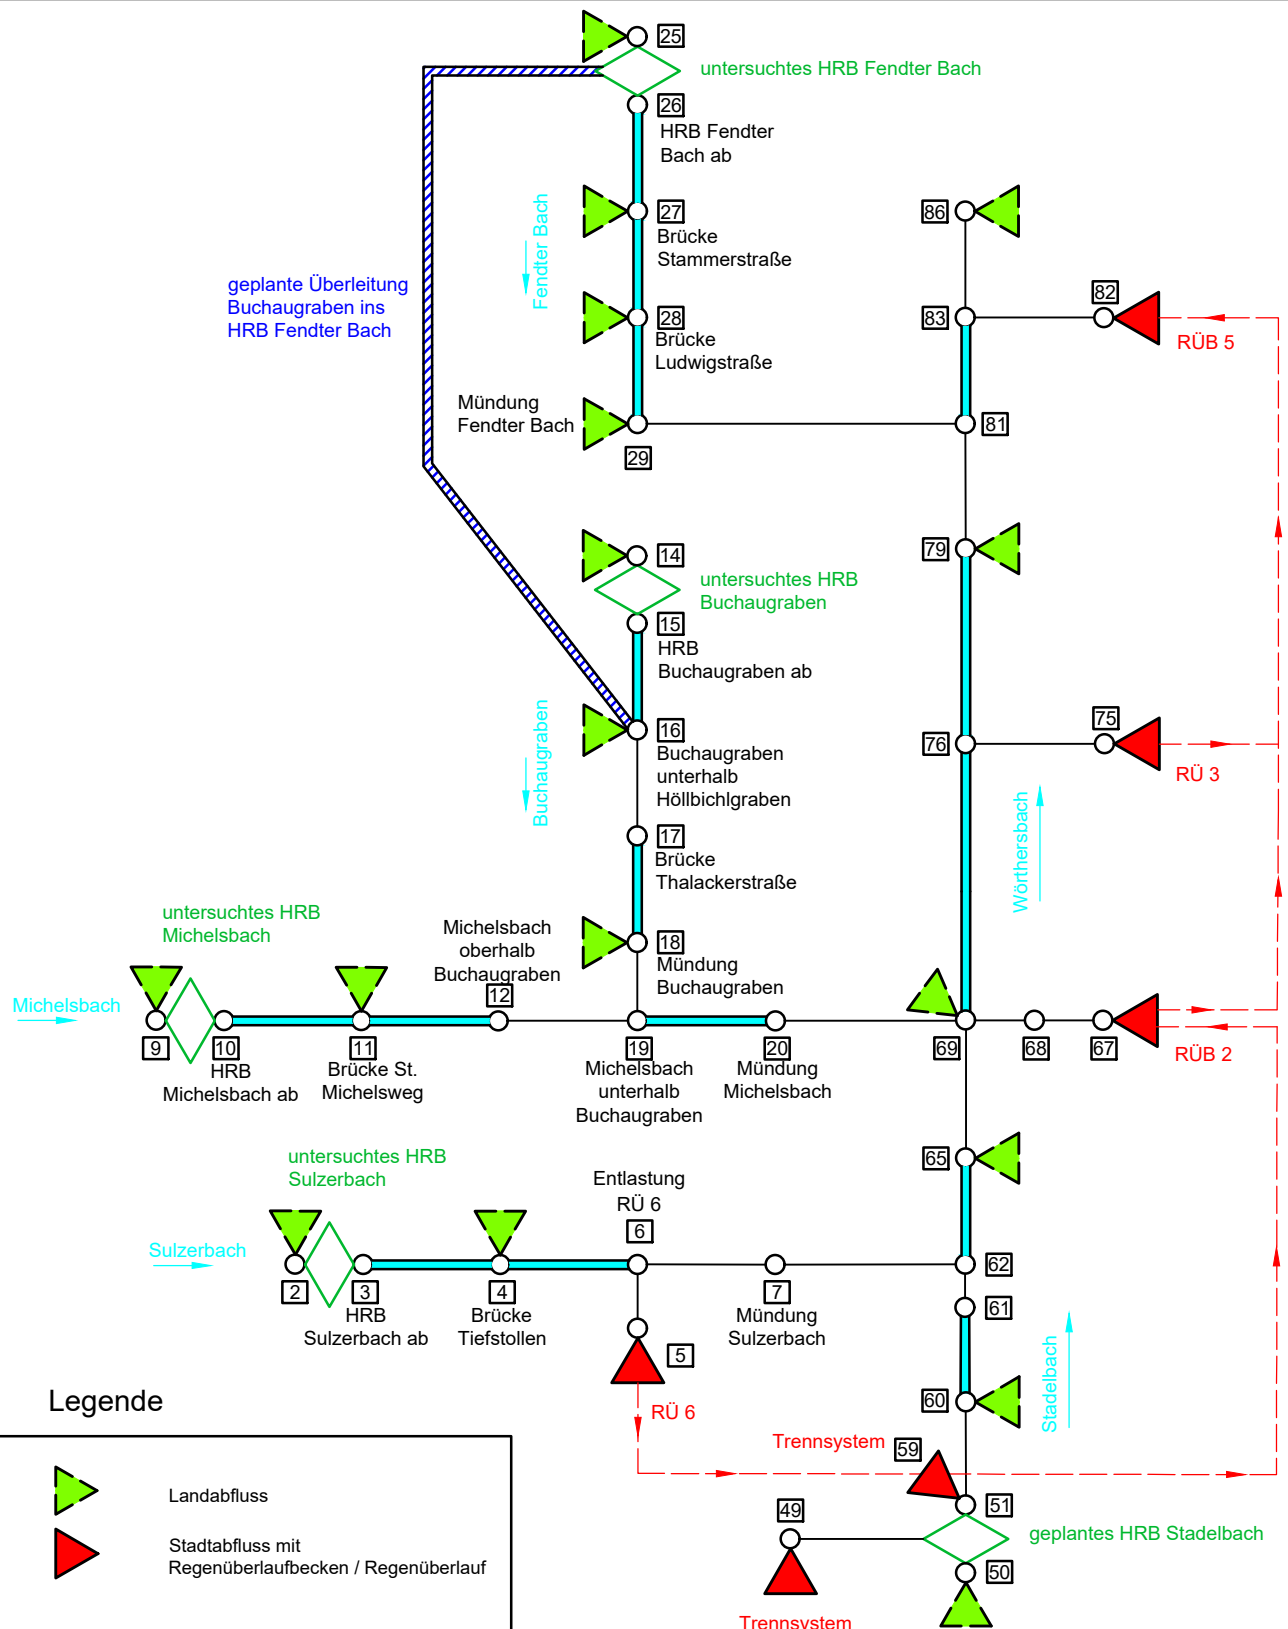 25
untersuchtes HRB Fendter Bach
26
HRB Fendter
Bach ab
Fendter Bach
27
Brücke
Stammerstraße
86
geplante Überleitung
Buchaugraben ins
HRB Fendter Bach
28
Brücke
Ludwigstraße
83
82
RÜB 5
Mündung
Fendter Bach
29
81
14
untersuchtes HRB
Buchaugraben
79
15
HRB
Buchaugraben ab
Buchaugraben
16
Buchaugraben
unterhalb
Höllbichlgraben
76
75
RÜ 3
17
Brücke
Thalackerstraße
Wörthersbach
untersuchtes HRB
Michelsbach
Michelsbach
oberhalb
Buchaugraben
12
18
Mündung
Buchaugraben
Michelsbach
9
10
HRB
Michelsbach ab
11
Brücke St.
Michelsweg
19
Michelsbach
unterhalb
Buchaugraben
20
Mündung
Michelsbach
69
68
67
RÜB 2
untersuchtes HRB
Sulzerbach
Entlastung
RÜ 6
6
65
Sulzerbach
2
3
HRB
Sulzerbach ab
4
Brücke
Tiefstollen
7
Mündung
Sulzerbach
62
61
5
RÜ 6
60
Stadelbach
Trennsystem
59
51
49
geplantes HRB Stadelbach
50
Trennsystem
Legende
Landabfluss
Stadtabfluss mit
Regenüberlaufbecken / Regenüberlauf